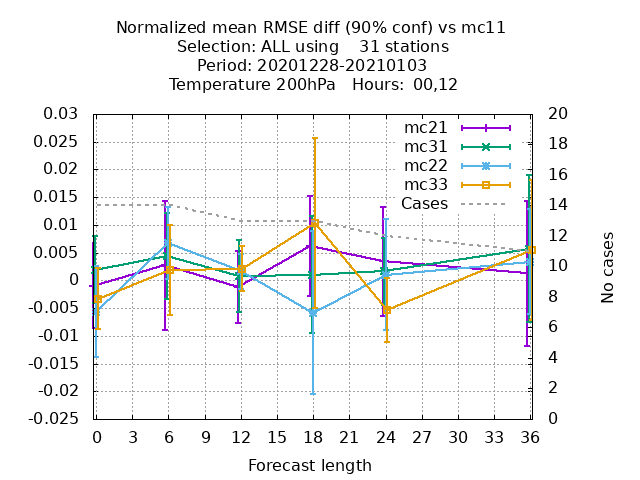 Normalized mean RMSE diff (90% conf) vs mc11
Selection: ALL using    31 stations
Period: 20201228-20210103
Temperature 200hPa   Hours:  00,12
0.03
0.025
0.02
0.015
0.01
0.005
0
-0.005
-0.01
-0.015
-0.02
-0.025
mc21
mc31
mc22
mc33
Cases
20
18
16
14
12
10
8
6
4
2
0
No cases
0 3 6 9 12 15 18 21 24 27 30 33 36
Forecast length